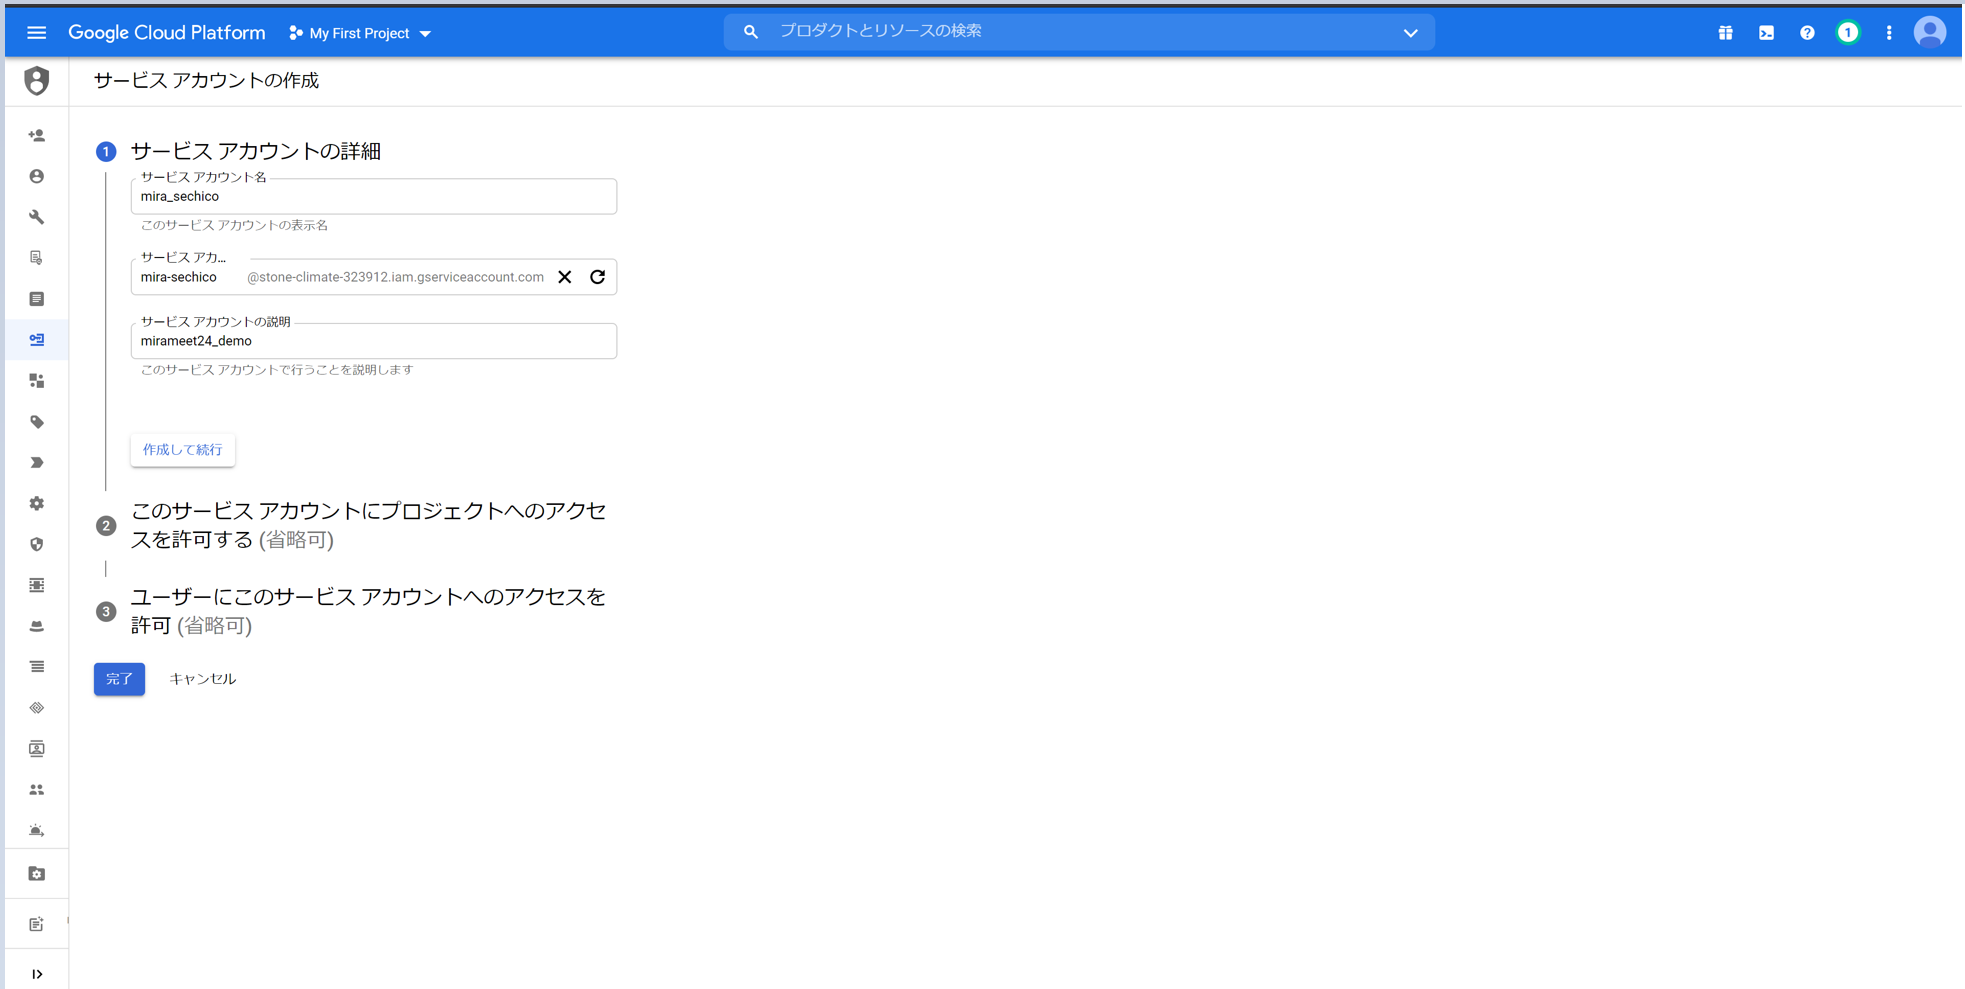 Google Cloud Platform
My First Project
プロダクトとリソースの検索
1
サービス アカウントの作成
1
サービス アカウントの詳細
サービス アカウント名
mira_sechico
このサービス アカウントの表示名
サービス アカ...
mira-sechico @stone-climate-323912.iam.gserviceaccount.com
サービス アカウントの説明
mirameet24_demo
このサービス アカウントで行うことを説明します
作成して続行
2
このサービス アカウントにプロジェクトへのアクセ
スを許可する (省略可)
3
ユーザーにこのサービス アカウントへのアクセスを
許可 (省略可)
完了
キャンセル